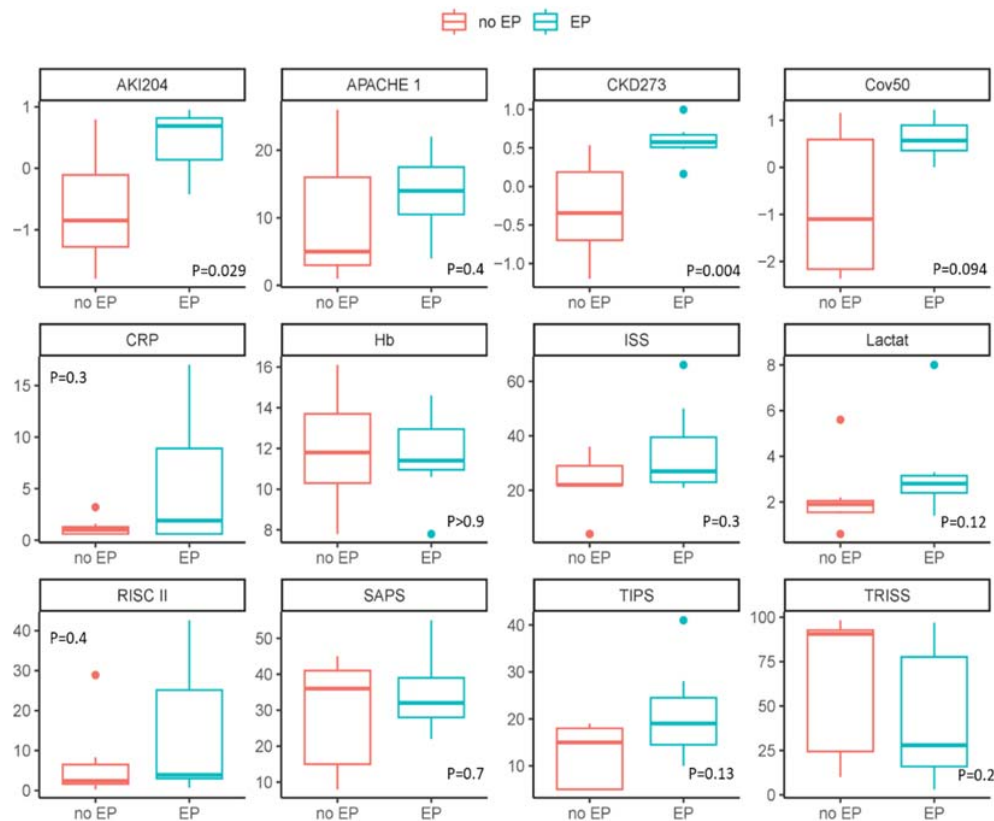 no EP EP
AKI204 APACHE 1 CKD273 Cov50
1 0 −1
20 10 0
1.0 0.5 0.0 −0.5 −1.0
1 0 −1 −2
P=0.029 P=0.4 P=0.004 P=0.094
no EP EP no EP EP no EP EP no EP EP
CRP Hb ISS Lactat
15 10 5 0
16 14 12 10 8
60 40 20
8 6 4 2 0
P=0.3 P>0.9 P=0.3 P=0.12
no EP EP no EP EP no EP EP no EP EP
RISC II SAPS TIPS TRISS
40 30 20 10 0
50 40 30 20 10
40 30 20 10
100 75 50 25 0
P=0.4 P=0.7 P=0.13 P=0.2
no EP EP no EP EP no EP EP no EP EP